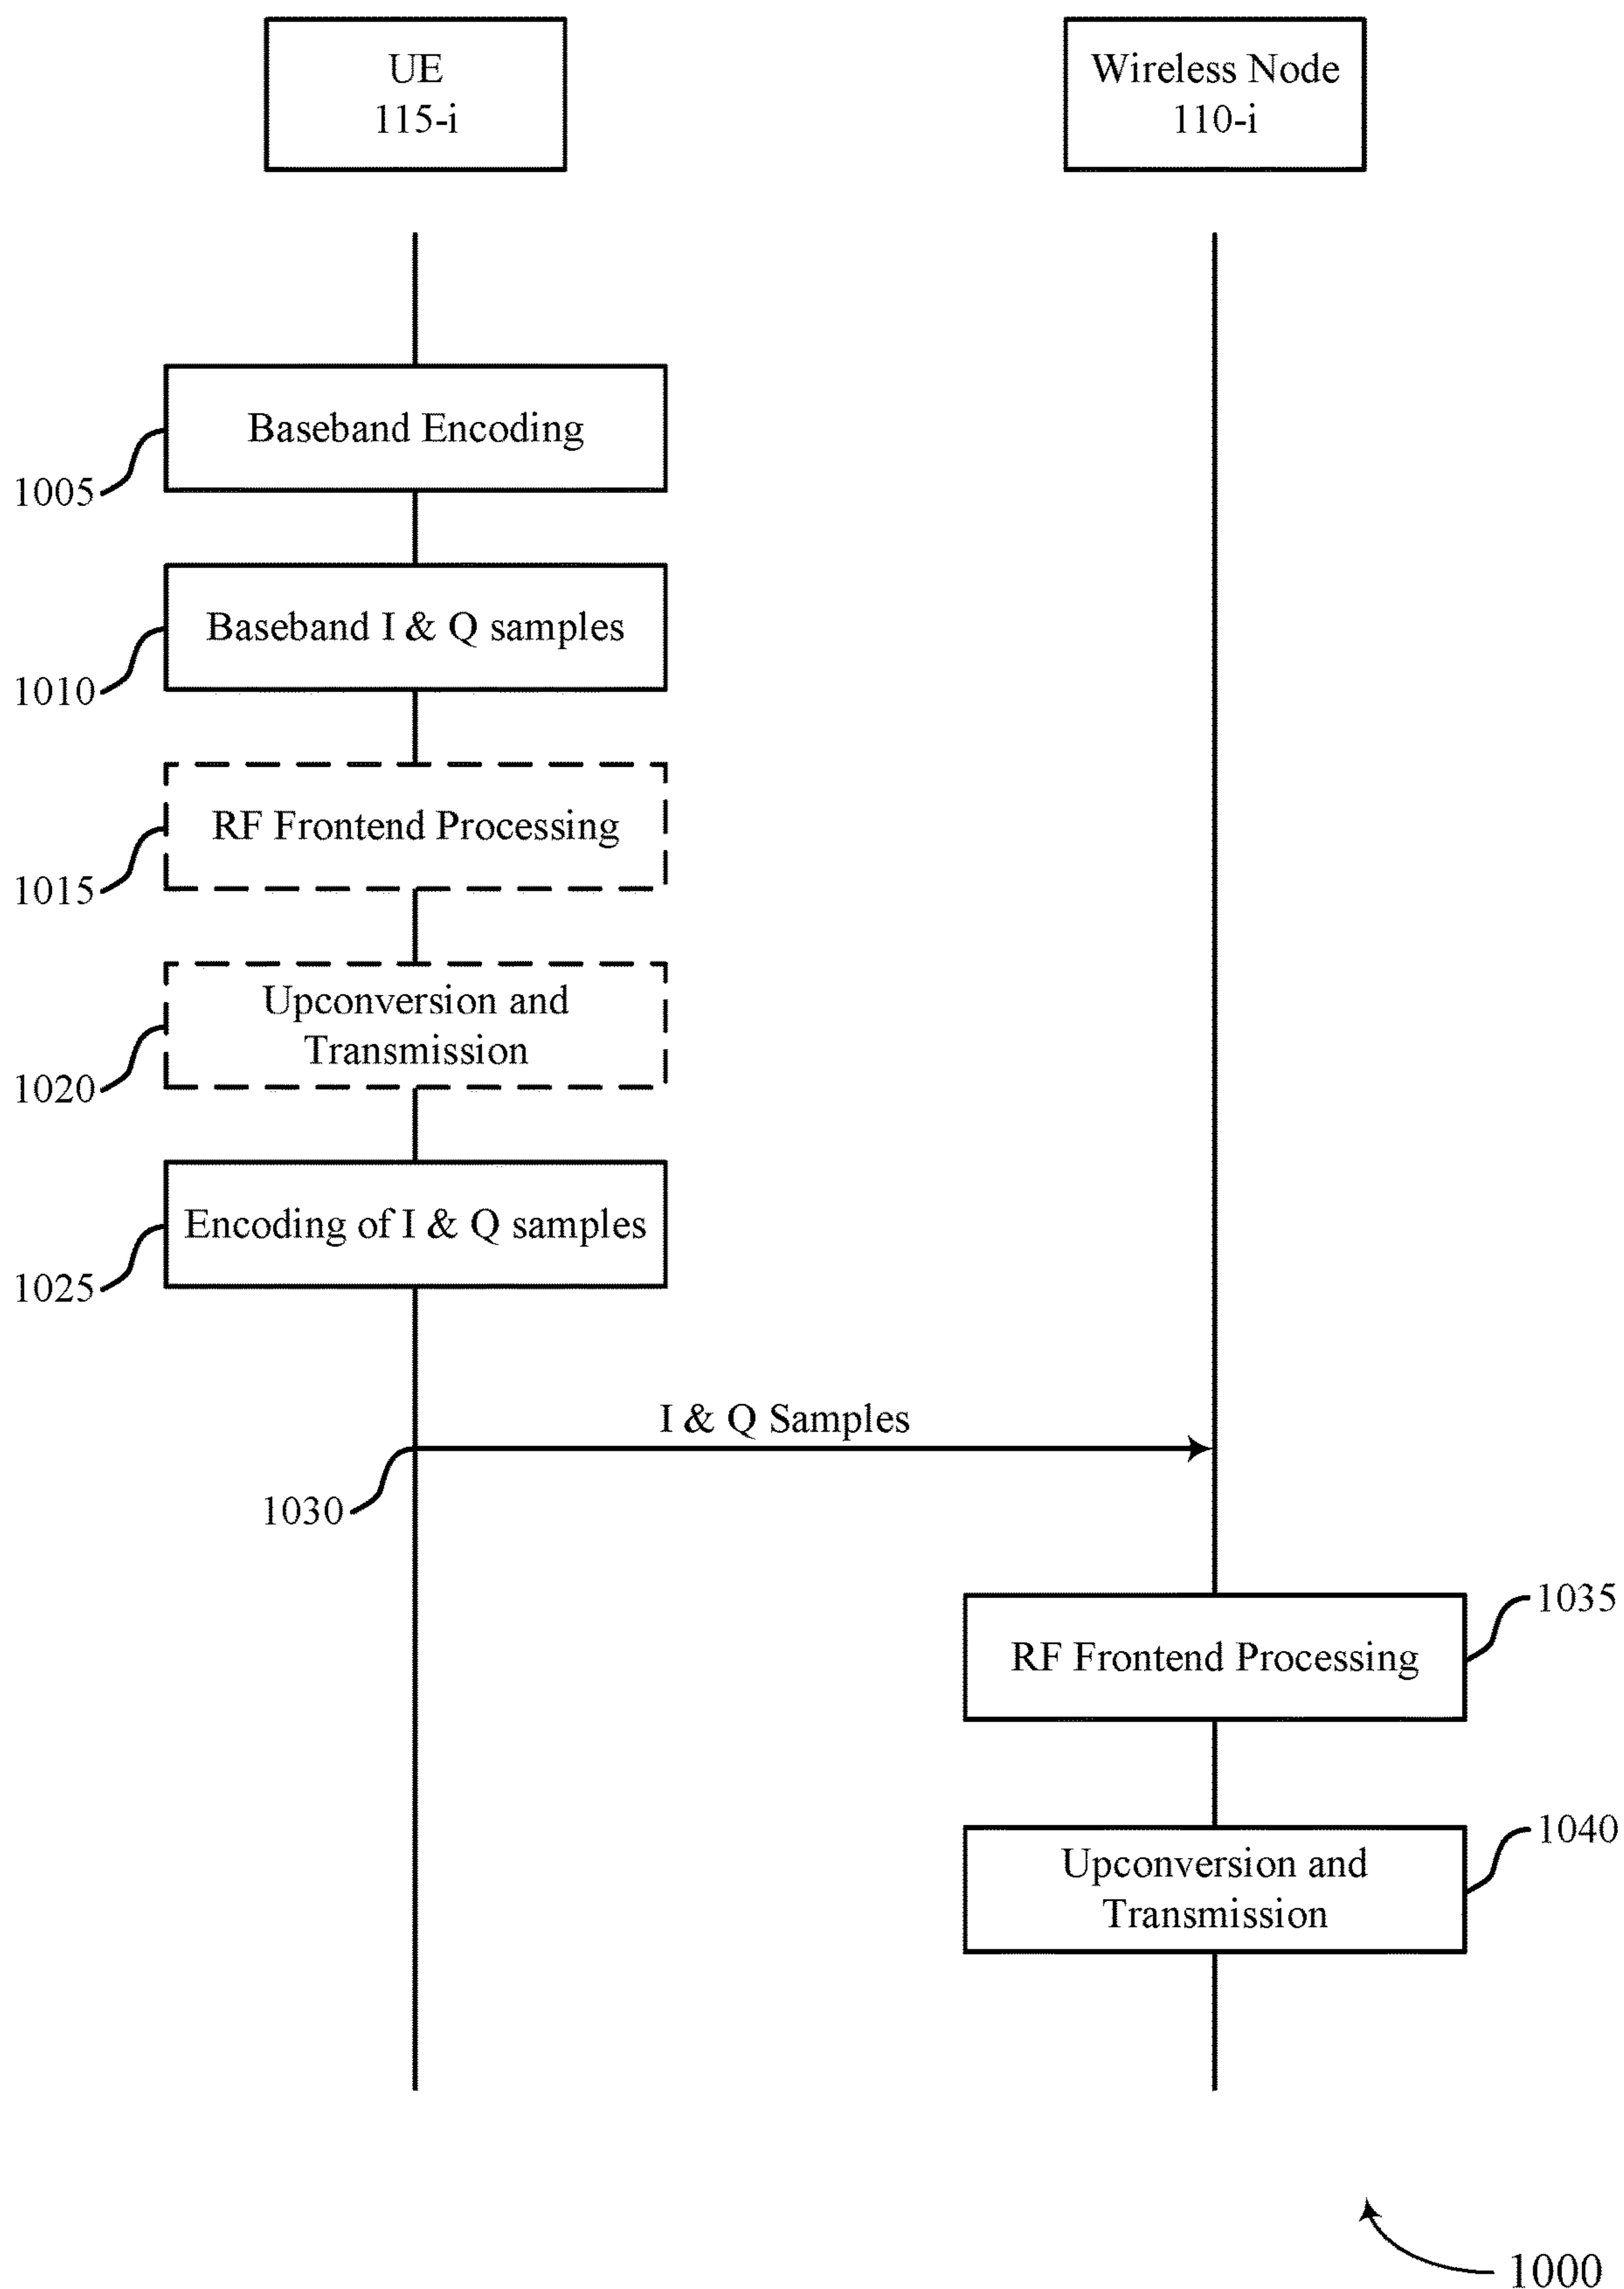 UE
115-i
Wireless Node
110-i
Baseband Encoding
1005
Baseband I & Q samples
1010
RF Frontend Processing
1015
Upconversion and
Transmission
1020
Encoding of I & Q samples
1025
I & Q Samples
1030
1035
RF Frontend Processing
1040
Upconversion and
Transmission
1000